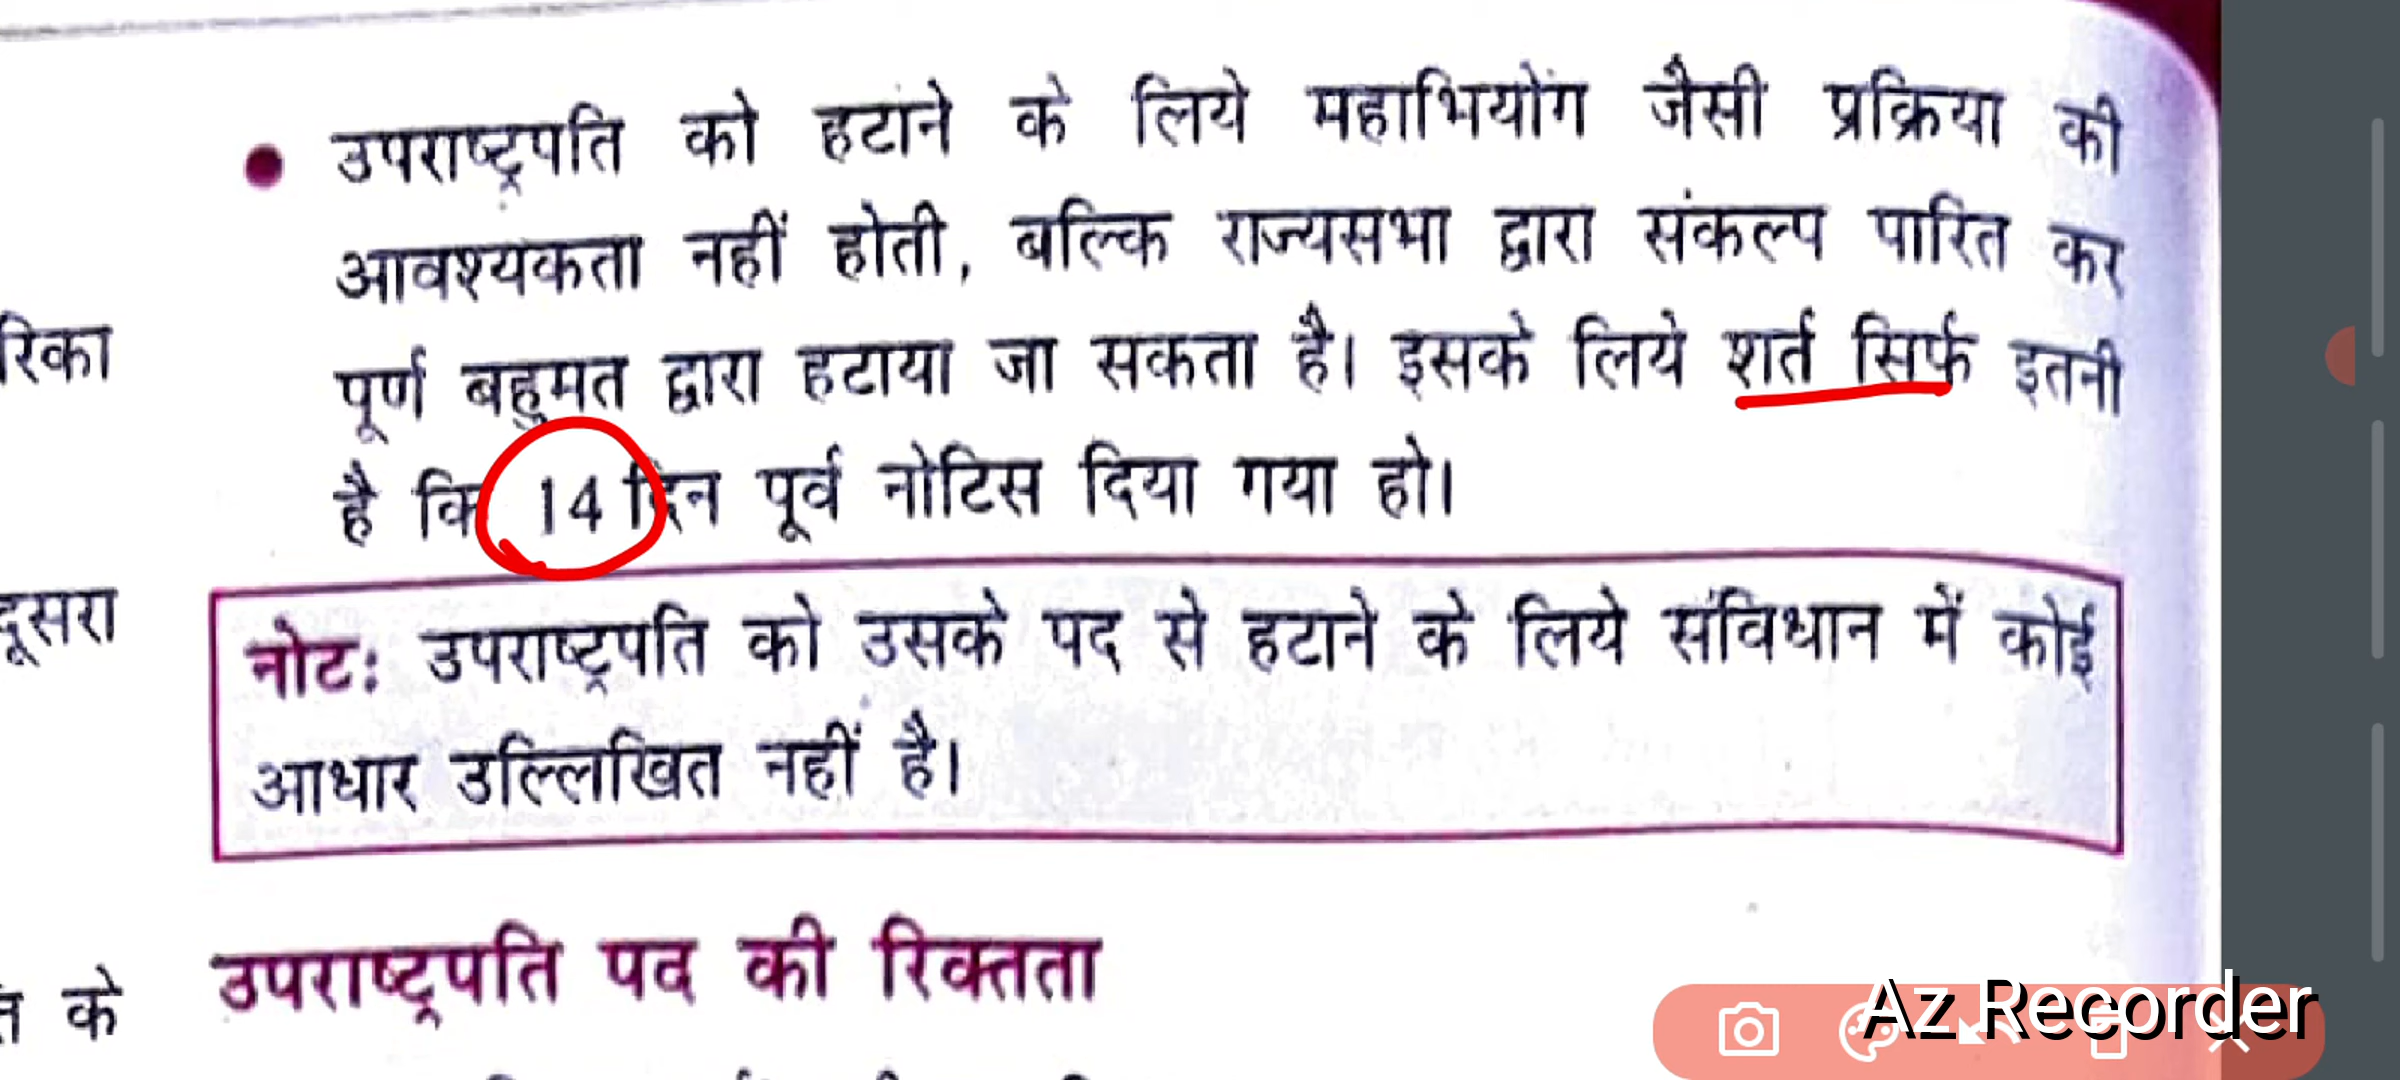 उपराष्ट्रपति को हटाने के लिये महाभियोग जैसी प्रक्रिया की
आवश्यकता नहीं होती, बल्कि राज्यसभा द्वारा संकल्प पारित कर
पूर्ण बहुमत द्वारा हटाया जा सकता है। इसके लिये शर्त सिर्फ इतनी
है कि 14 दिन पूर्व नोटिस दिया गया हो।
रिका
नोट: उपराष्ट्रपति को उसके पद से हटाने के लिये संविधान में कोई
आधार उल्लिखित नहीं है।
दूसरा
उपराष्ट्रपति पद की रिक्तता
के
Az Recorder